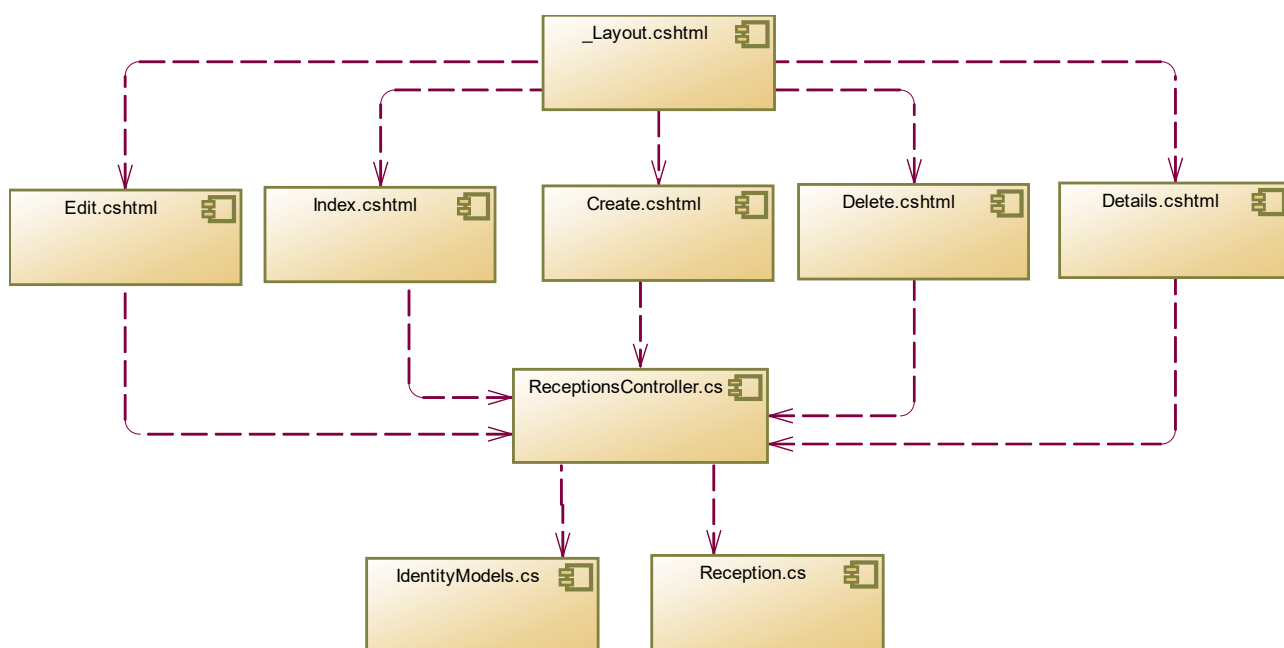 _Layout.cshtml
Edit.cshtml
Index.cshtml
Create.cshtml
Delete.cshtml
Details.cshtml
ReceptionsController.cs
IdentityModels.cs
Reception.cs